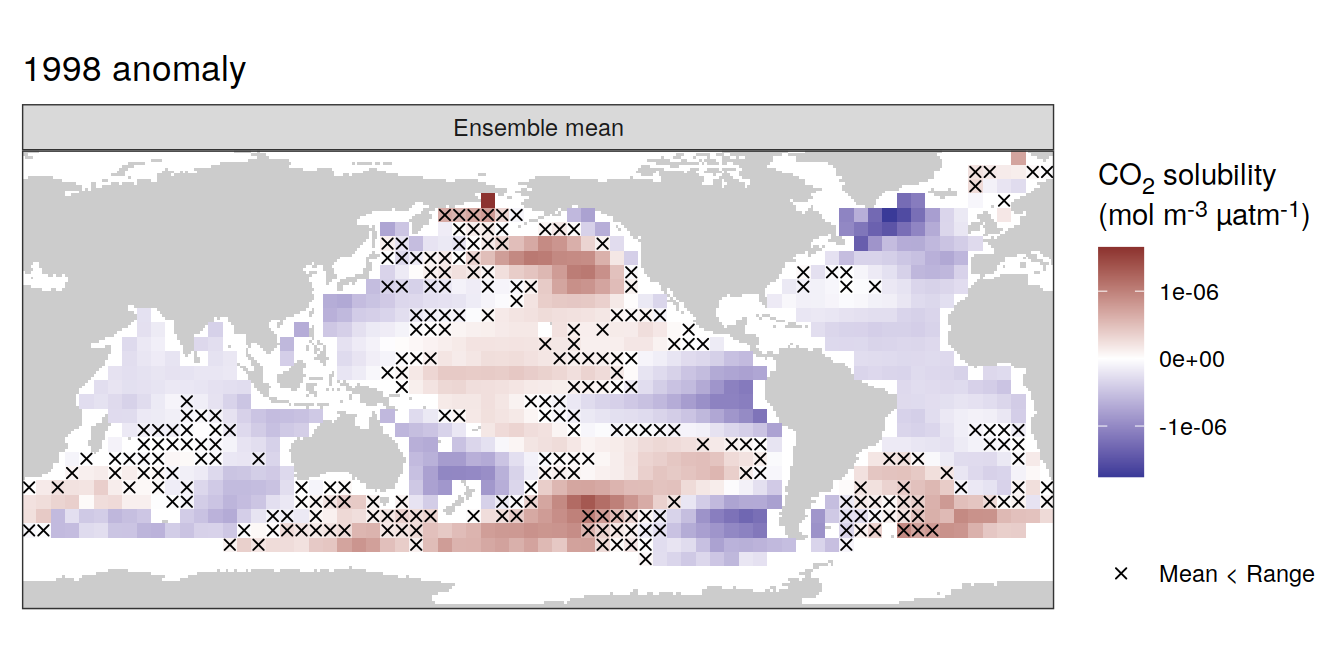 1998 anomaly
Ensemble mean
CO₂ solubility
(mol m⁻³ µatm⁻¹)
1e-06
0e+00
-1e-06
Mean < Range